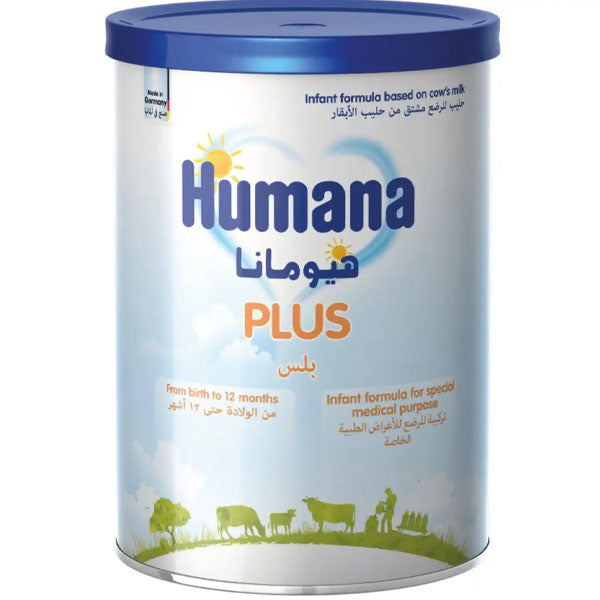 Made in
Germany
صنع في ألمانيا
Infant formula based on cow's milk
حليب للرضع مشتق من حليب الأبقار
Humana
هيومانا
PLUS
بلس
From birth to 12 months
من الولادة حتى ١٢ أشهر
Infant formula for special
medical purpose
تركيبة للرضع للأغراض الطبية
الخاصة